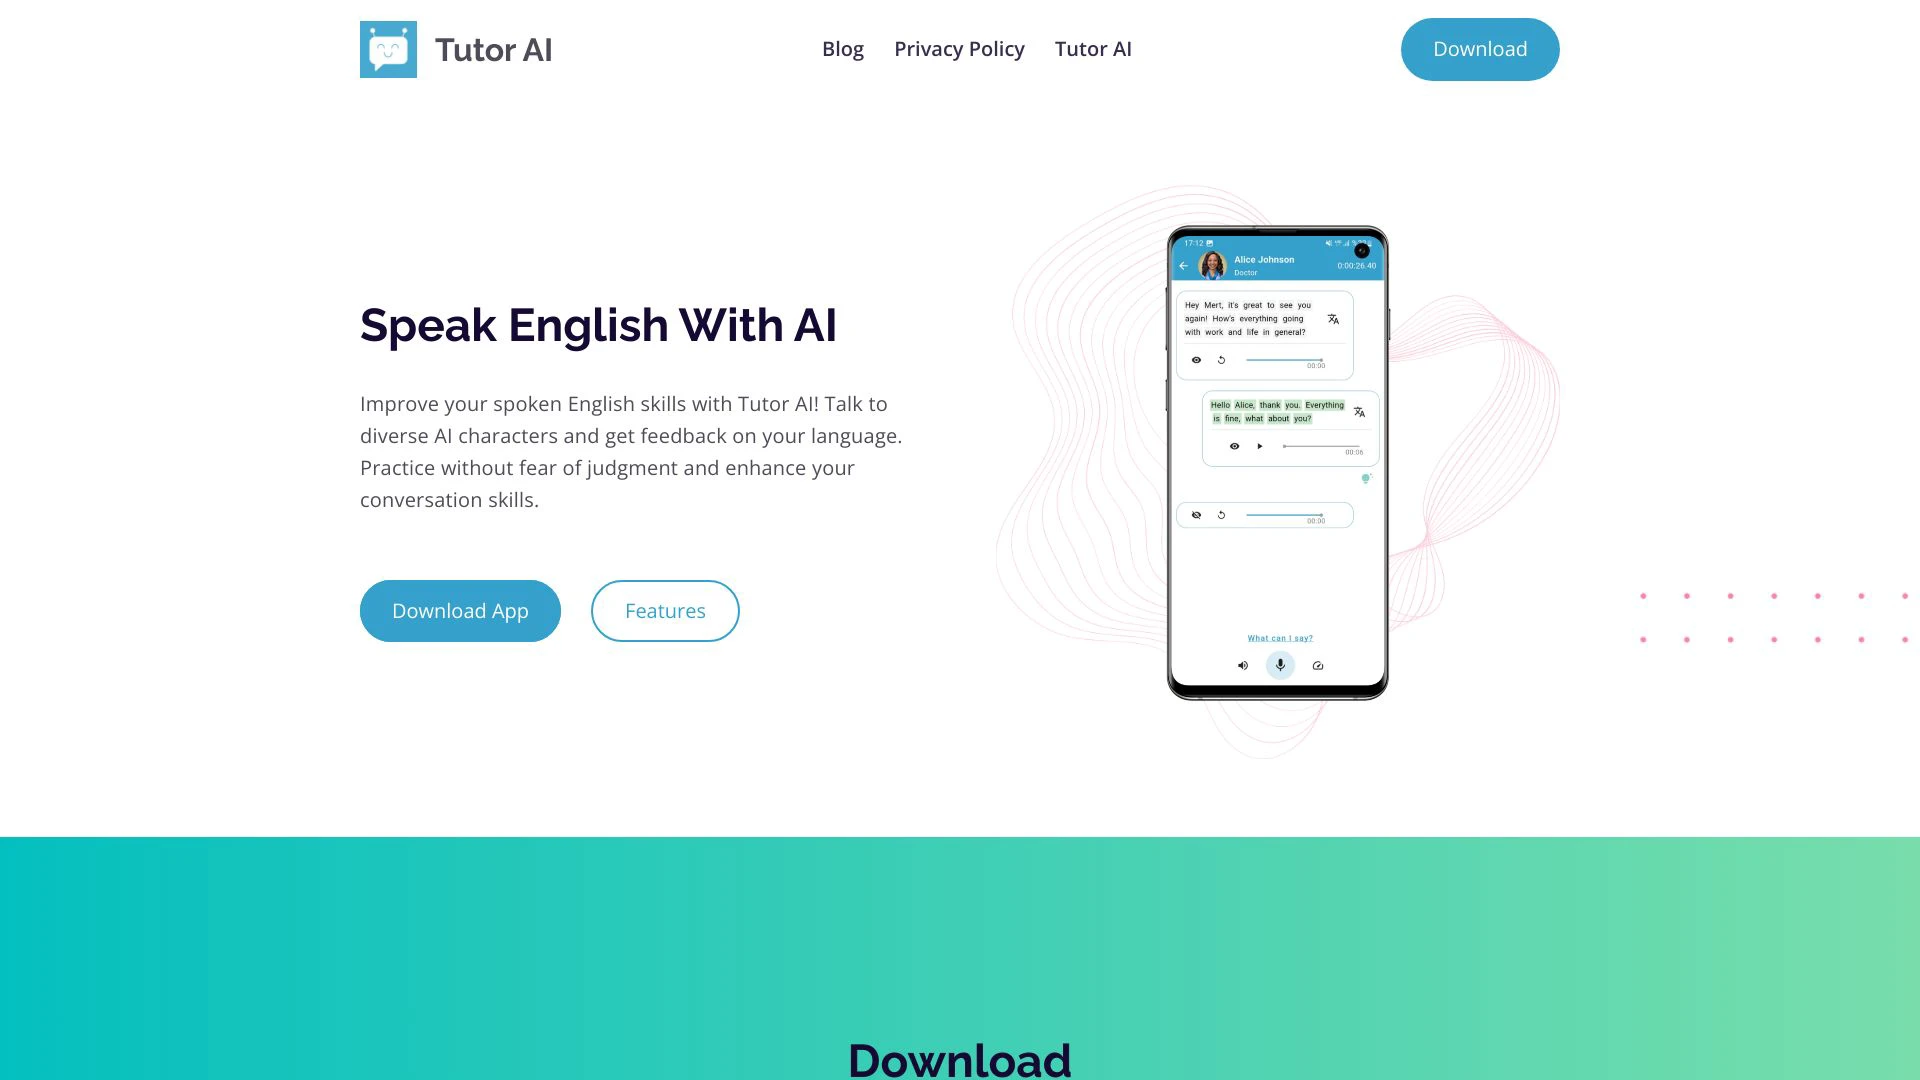 Tutor AI
Blog
Privacy Policy
Tutor AI
Download
Speak English With AI
Improve your spoken English skills with Tutor AI! Talk to
diverse AI characters and get feedback on your language.
Practice without fear of judgment and enhance your
conversation skills.
Download App
Features
17:12
Alice Johnson
Doctor
0:00:26.40
Hey Mert, it's great to see you
again! How's everything going
with work and life in general?
00:00
Hello Alice, thank you. Everything
is fine, what about you?
00:06
00:00
What can I say?
Download